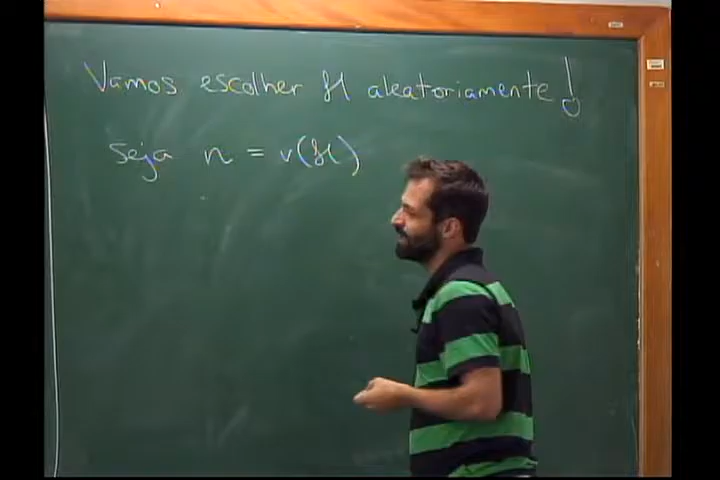 Vamos escolher H aleatoriamente!
Seja n = v(H)